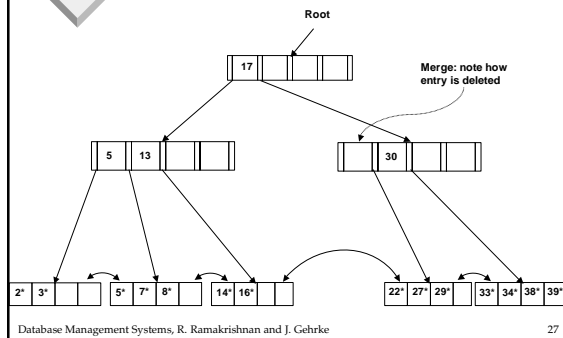 Root
17
Merge: note how
entry is deleted
5 13
30
2* 3* 5* 7* 8* 14* 16* 22* 27* 29* 33* 34* 38* 39*
Database Management Systems, R. Ramakrishnan and J. Gehrke 27